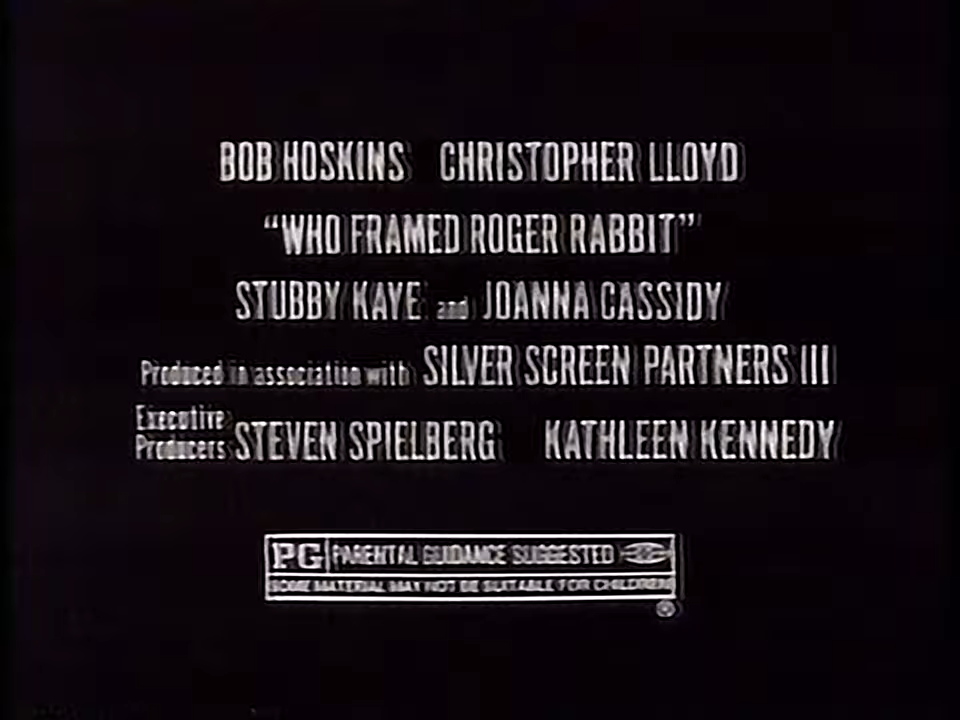 BOB HOSKINS CHRISTOPHER LLOYD
“WHO FRAMED ROGER RABBIT”
STUBBY KAYE and JOANNA CASSIDY
Produced in association with SILVER SCREEN PARTNERS III
Executive Producers STEVEN SPIELBERG KATHLEEN KENNEDY
PG PARENTAL GUIDANCE SUGGESTED
SOME MATERIAL MAY NOT BE SUITABLE FOR CHILDREN
®